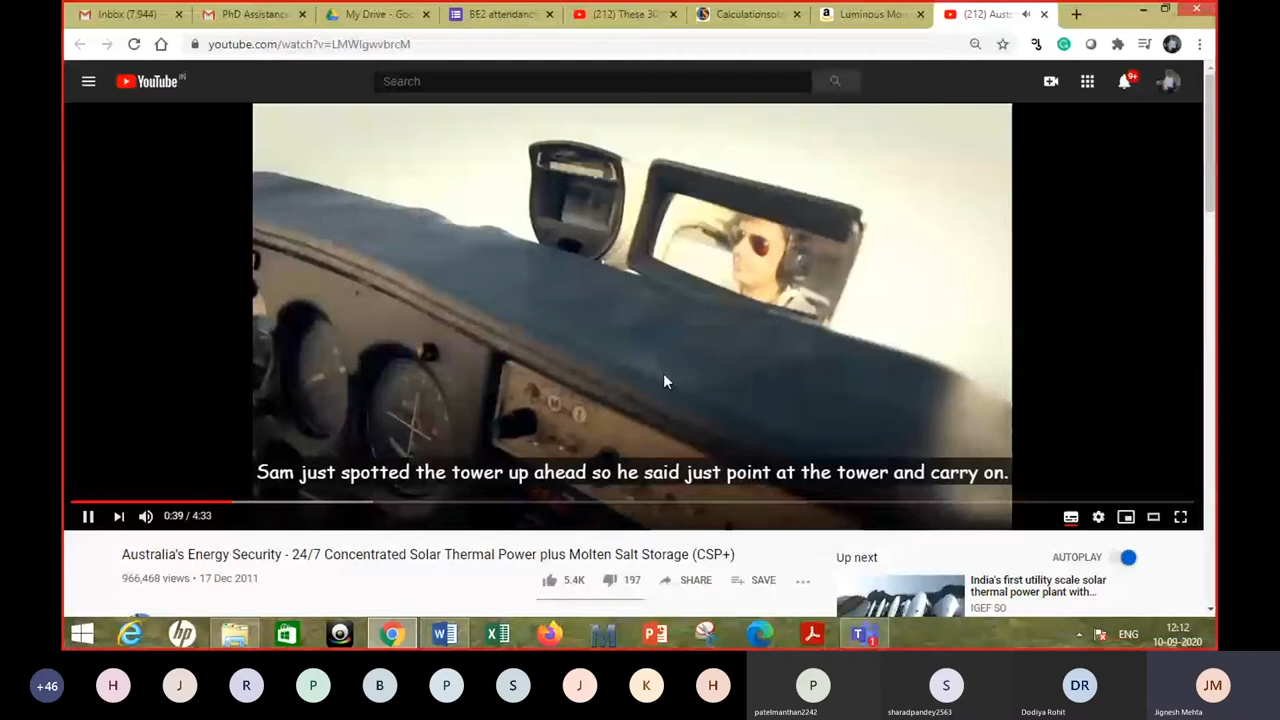 Inbox (7,944)
PhD Assistanc
My Drive - Goo
BE2 attendanc
(212) These 30
Calculationsola
Luminous Mo
(212) Aust
youtube.com/watch?v=LMWIgwvbrcM
YouTube IN
Search
9+
Sam just spotted the tower up ahead so he said just point at the tower and carry on.
0:39 / 4:33
Australia's Energy Security - 24/7 Concentrated Solar Thermal Power plus Molten Salt Storage (CSP+)
966,468 views • 17 Dec 2011
5.4K
197
SHARE
SAVE
Up next
AUTOPLAY
India's first utility scale solar
thermal power plant with...
IGEF SO
ENG
12:12
10-09-2020
+46
H
J
R
P
B
P
S
J
K
H
P
patelmanthan2242
S
sharadpandey2563
DR
Dodiya Rohit
JM
Jignesh Mehta